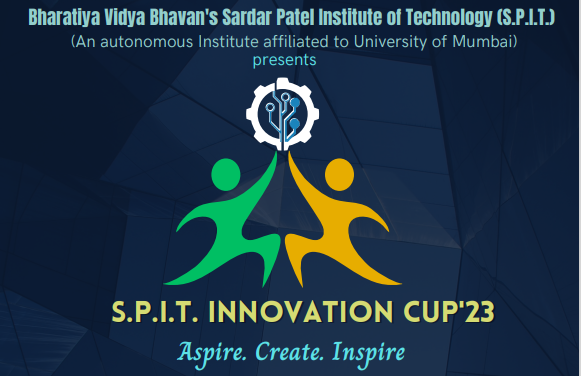 Bharatiya Vidya Bhavan's Sardar Patel Institute of Technology (S.P.I.T.)
(An autonomous Institute affiliated to University of Mumbai)
presents
S.P.I.T. INNOVATION CUP'23
Aspire. Create. Inspire